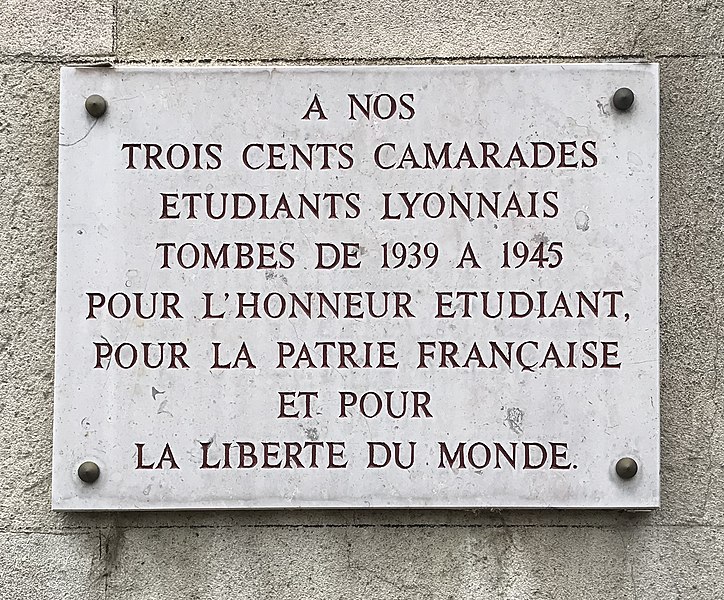 A NOS
TROIS CENTS CAMARADES
ETUDIANTS LYONNAIS
TOMBES DE 1939 A 1945
POUR L'HONNEUR ETUDIANT,
POUR LA PATRIE FRANÇAISE
ET POUR
LA LIBERTE DU MONDE.